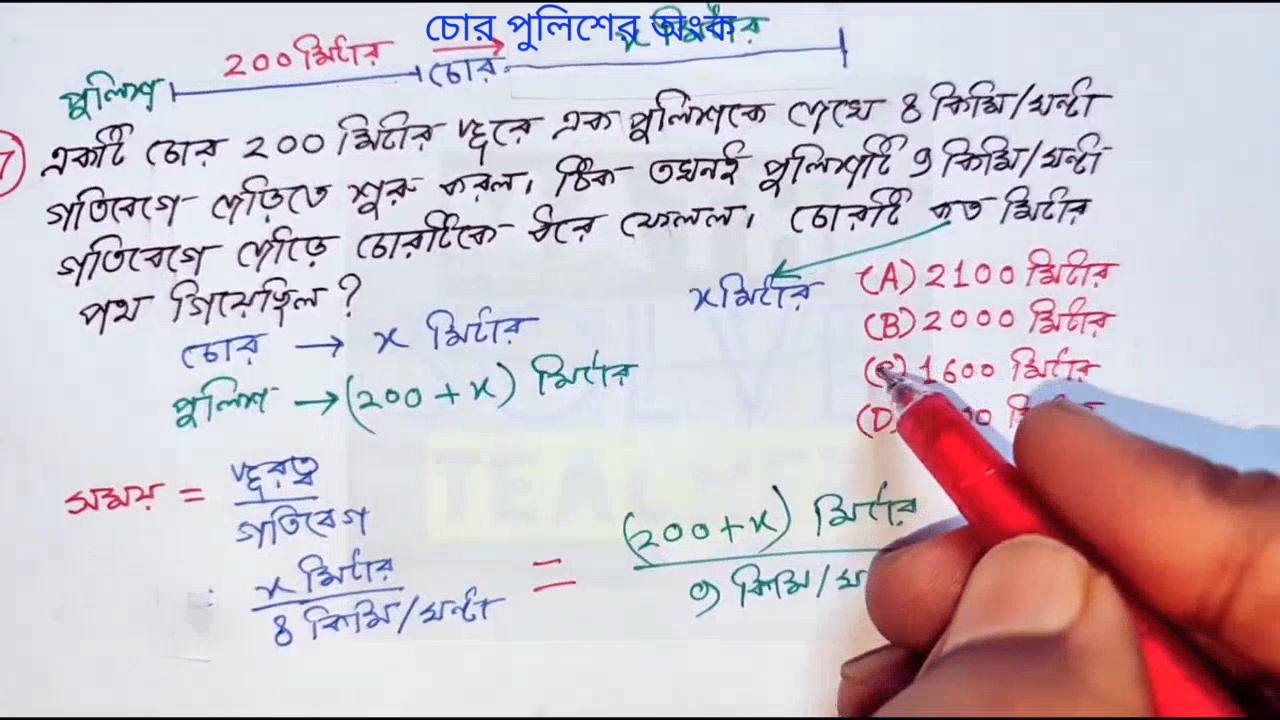 চোর পুলিশের অংক
200 মিটার
x মিটার
পুলিশ
চোর
7
একটি চোর 200 মিটার দূরে এক পুলিশকে দেখে 8 কিমি/ঘন্টা
গতিবেগে দৌড়িতে শুরু করল। ঠিক তখনই পুলিশটি 9 কিমি/ঘন্টা
গতিবেগে দৌড়ে চোরটিকে ধরে ফেলল। চোরটি কত মিটার
পথ গিয়েছিল?
x মিটার
(A) 2100 মিটার
(B) 2000 মিটার
(C) 1600 মিটার
(D)
চোর → x মিটার
পুলিশ → (200 + x) মিটার
সময় = দূরত্ব / গতিবেগ
x মিটার / 8 কিমি/ঘন্টা = (200 + x) মিটার / 9 কিমি/ঘ